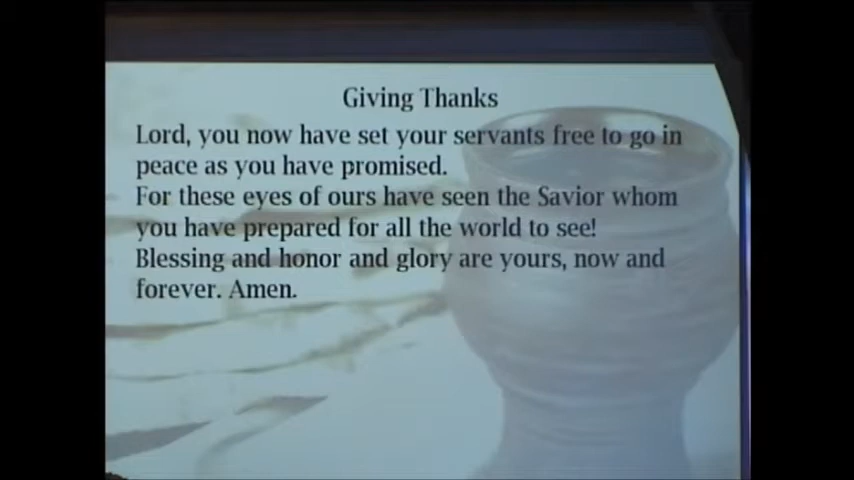 Giving Thanks
Lord, you now have set your servants free to go in
peace as you have promised.
For these eyes of ours have seen the Savior whom
you have prepared for all the world to see!
Blessing and honor and glory are yours, now and
forever. Amen.